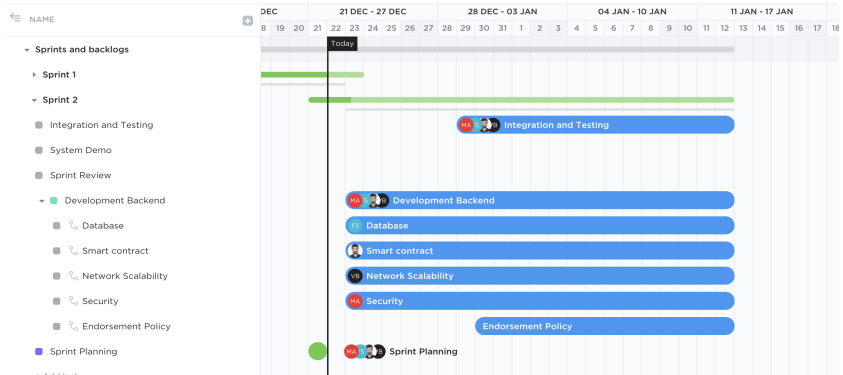 DEC 21 DEC - 27 DEC 28 DEC - 03 JAN 04 JAN - 10 JAN 11 JAN - 17 JAN
NAME
8 19 20 21 22 23 24 25 26 27 28 29 30 31 1 2 3 4 5 6 7 8 9 10 11 12 13 14 15 16 17 18
Today
Sprints and backlogs
Sprint 1
Sprint 2
Integration and Testing MA S VB Integration and Testing
System Demo
Sprint Review
Development Backend MA S VB Development Backend
Database FS Database
Smart contract Smart contract
Network Scalability VB Network Scalability
Security MA Security
Endorsement Policy Endorsement Policy
Sprint Planning MA S VB Sprint Planning